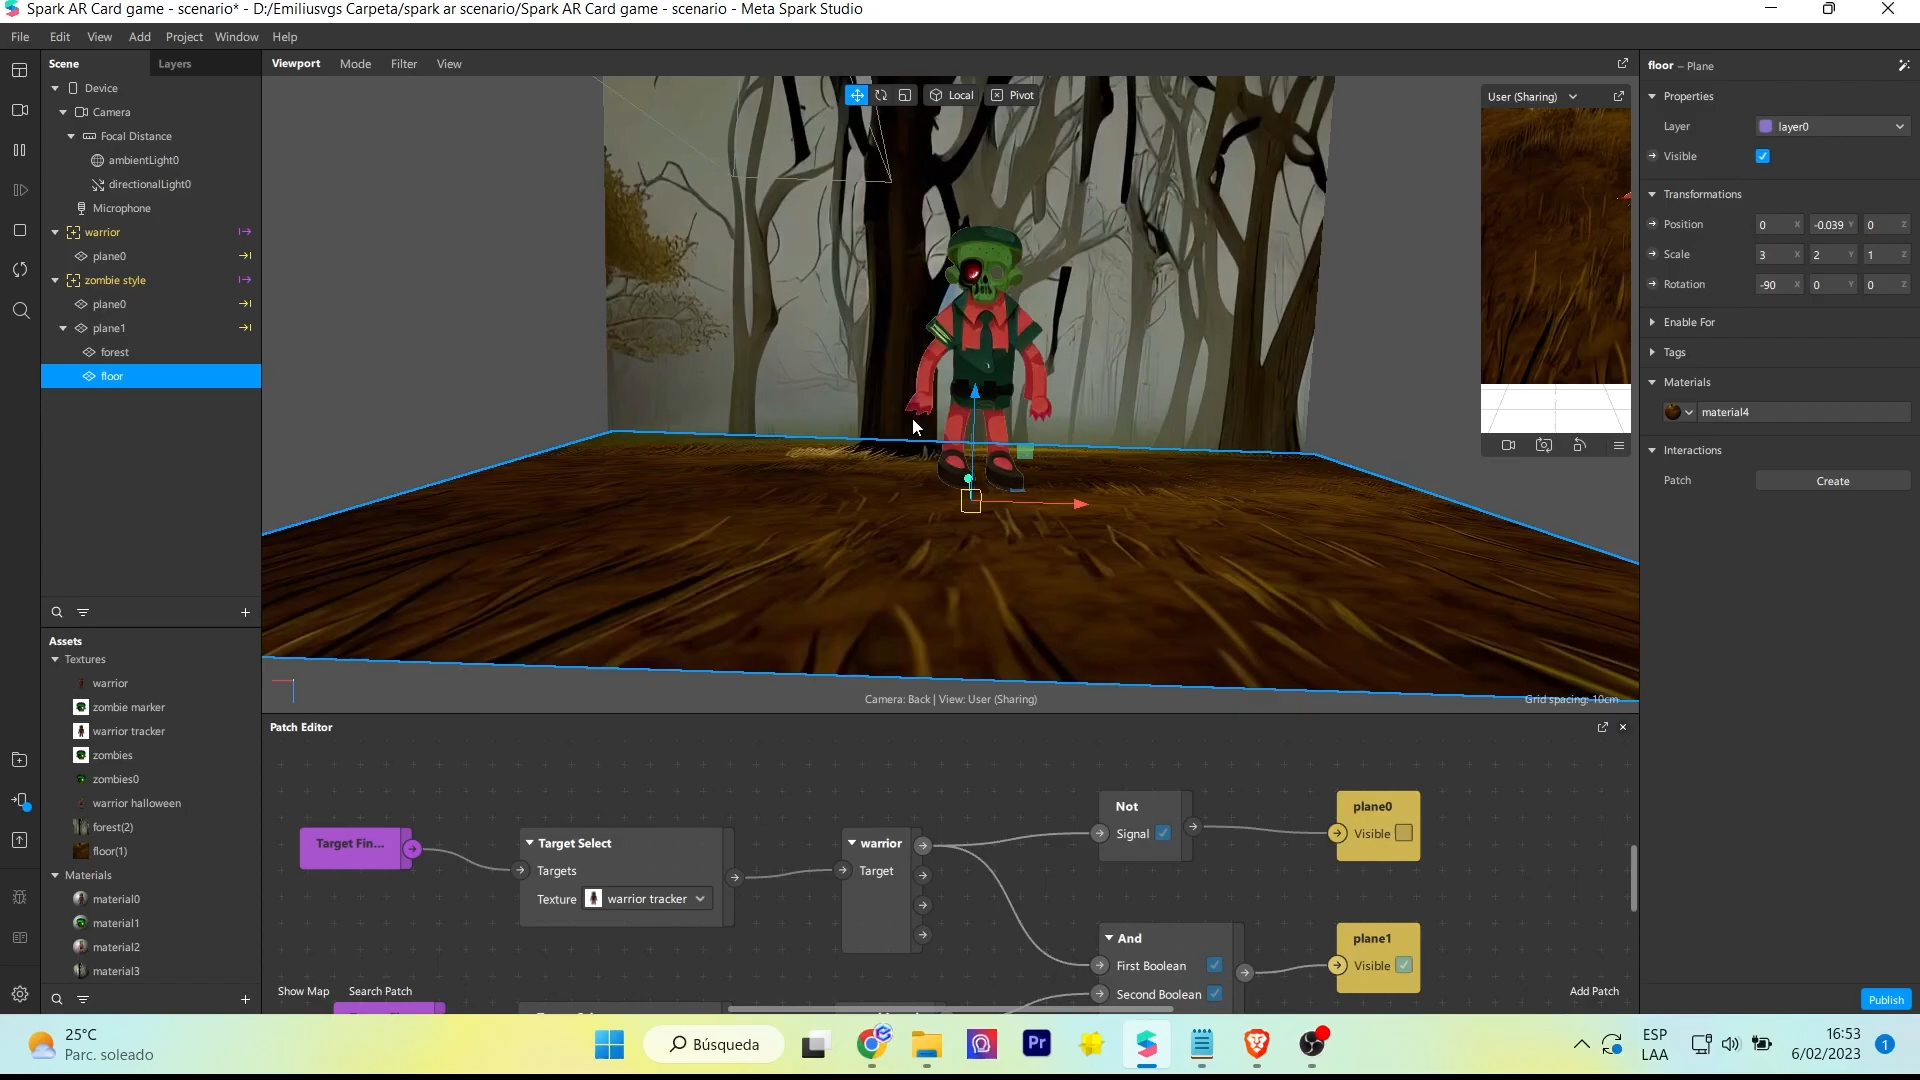 Spark AR Card game - scenario* - D:/Emiliusvgs Carpeta/spark ar scenario/Spark AR Card game - scenario - Meta Spark Studio
File Edit View Add Project Window Help
Scene Layers
Device
Camera
Focal Distance
ambientLight0
directionalLight0
Microphone
warrior
plane0
zombie style
plane0
plane1
forest
floor
Assets
Textures
warrior
zombie marker
warrior tracker
zombies
zombies0
warrior halloween
forest(2)
floor(1)
Materials
material0
material1
material2
material3
Viewport Mode Filter View
Local Pivot
User (Sharing)
Camera: Back | View: User (Sharing)
Grid spacing: 10cm
Patch Editor
Target Fin...
Target Select
Targets
Texture warrior tracker
warrior
Target
Not
Signal
plane0
Visible
And
First Boolean
Second Boolean
plane1
Visible
Show Map Search Patch
Add Patch
floor – Plane
Properties
Layer layer0
Visible
Transformations
Position 0 X -0.039 Y 0 Z
Scale 3 X 2 Y 1 Z
Rotation -90 X 0 Y 0 Z
Enable For
Tags
Materials
material4
Interactions
Patch Create
Publish
25°C
Parc. soleado
Búsqueda
Pr
ESP
LAA
16:53
6/02/2023
1